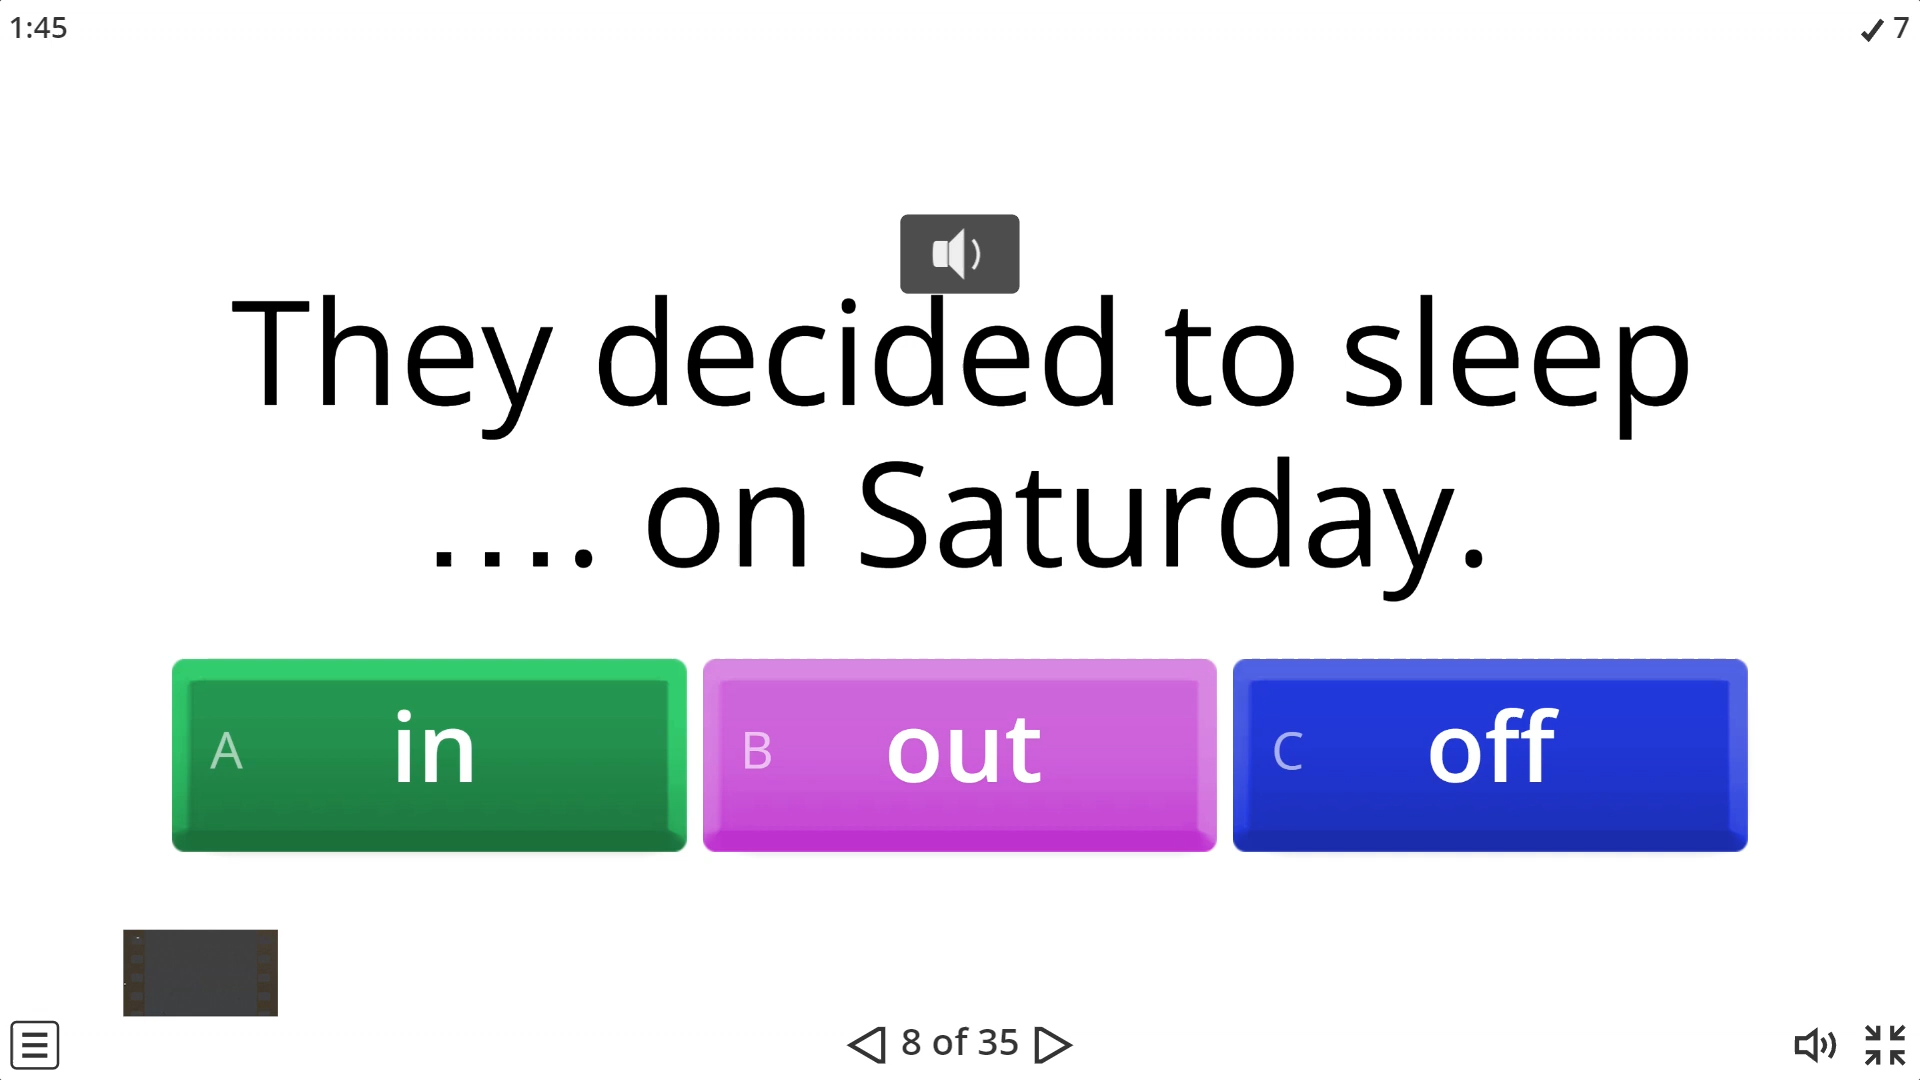 1:45
✓ 7
They decided to sleep
.... on Saturday.
A in
B out
C off
8 of 35